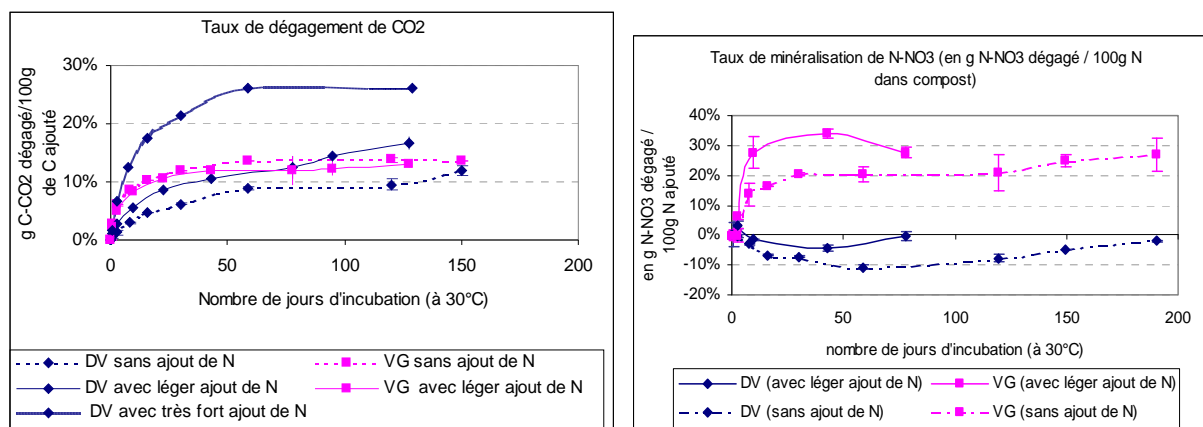 Taux de dégagement de CO2
g C-CO2 dégagé/100g
de C ajouté
30%
20%
10%
0%
0
50
100
150
200
Nombre de jours d'incubation (à 30°C)
DV sans ajout de N
VG sans ajout de N
DV avec léger ajout de N
VG avec léger ajout de N
DV avec très fort ajout de N
Taux de minéralisation de N-NO3 (en g N-NO3 dégagé / 100g N
dans compost)
en g N-NO3 dégagé /
100g N ajouté
40%
30%
20%
10%
0%
-10%
-20%
0
50
100
150
200
nombre de jours d'incubation (à 30°C)
DV (avec léger ajout de N)
VG (avec léger ajout de N)
DV (sans ajout de N)
VG (sans ajout de N)